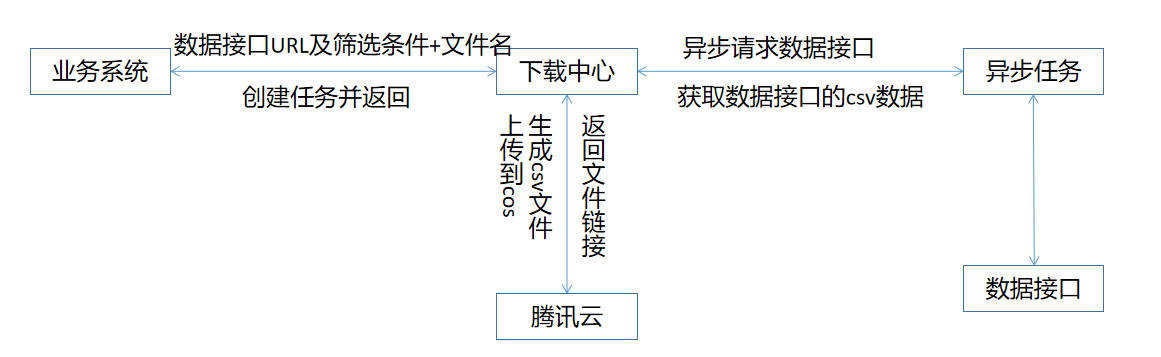 数据接口URL及筛选条件+文件名
业务系统
创建任务并返回
下载中心
异步请求数据接口
获取数据接口的csv数据
异步任务
生成csv文件
上传到cos
返回文件链接
腾讯云
数据接口